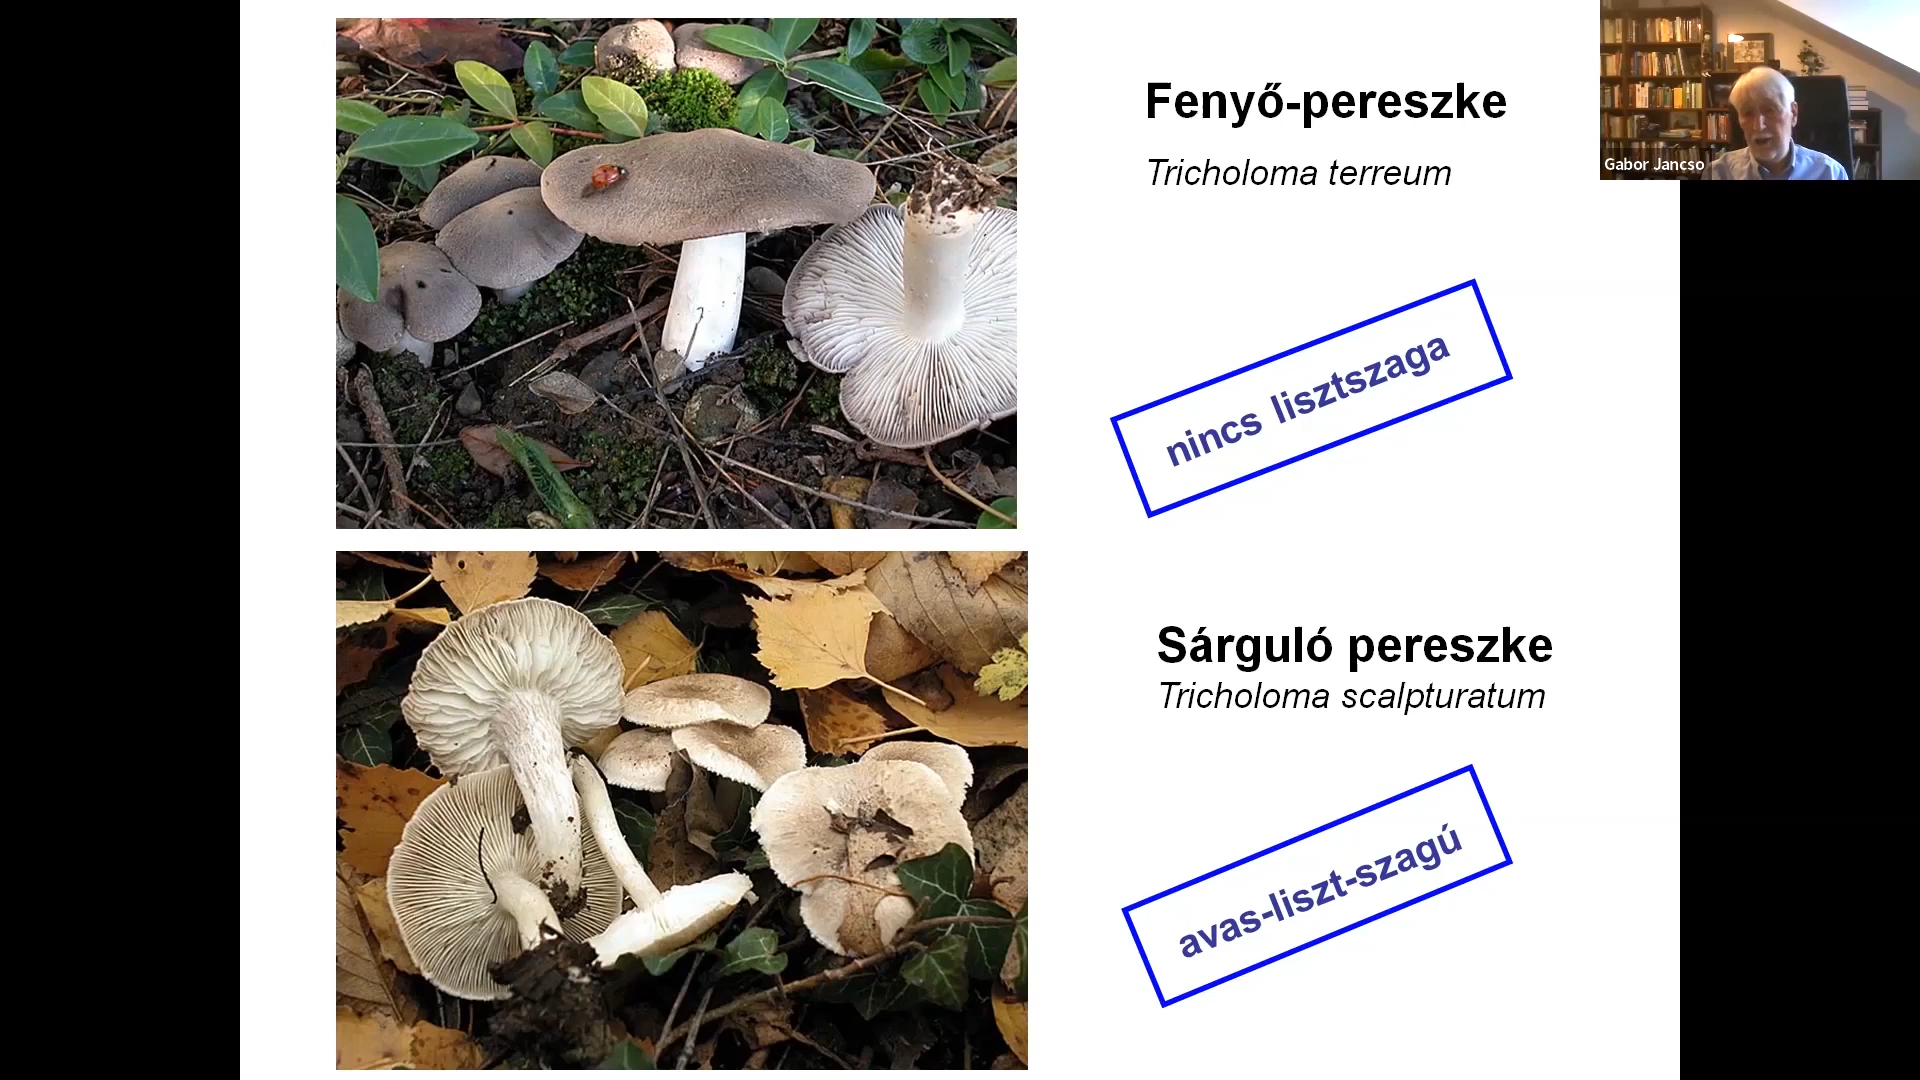 Fenyő-pereszke
Tricholoma terreum
Gabor Jancso
nincs lisztszaga
Sárguló pereszke
Tricholoma scalpturatum
avas-liszt-szagú